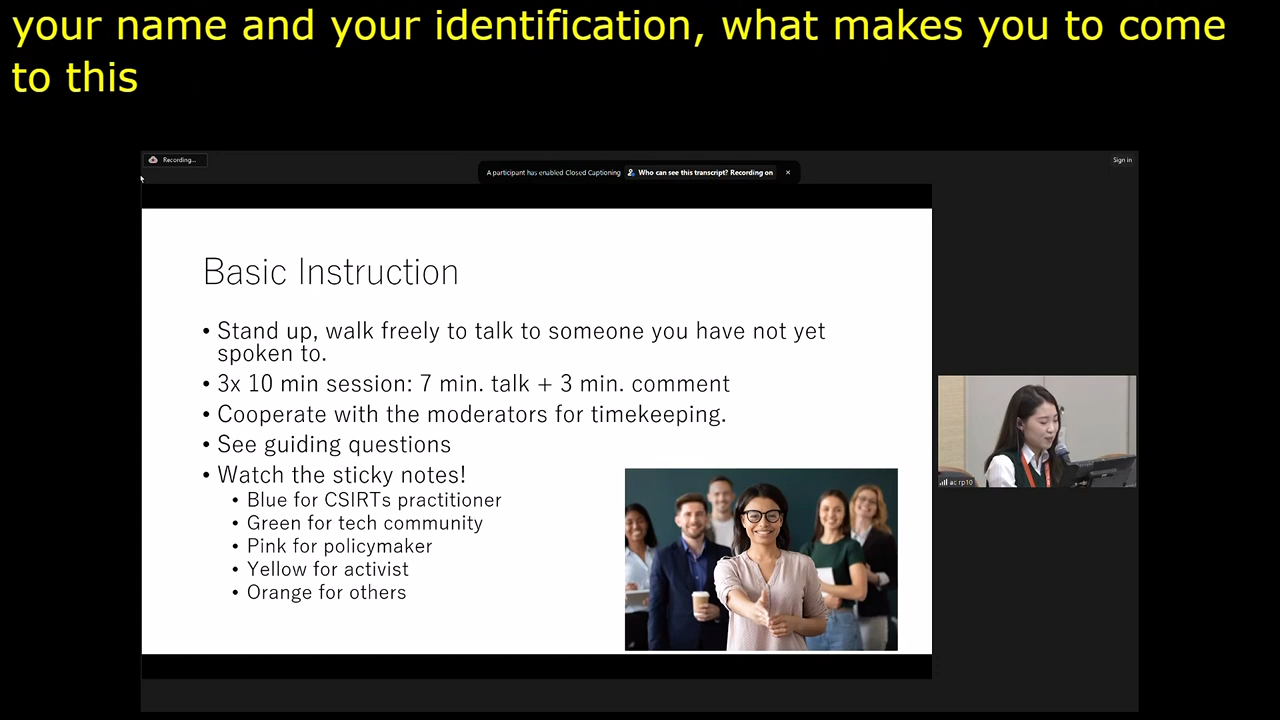 your name and your identification, what makes you to come
to this
Recording...
A participant has enabled Closed Captioning
Who can see this transcript? Recording on
Sign in
Basic Instruction
• Stand up, walk freely to talk to someone you have not yet
spoken to.
• 3x 10 min session: 7 min. talk + 3 min. comment
• Cooperate with the moderators for timekeeping.
• See guiding questions
• Watch the sticky notes!
• Blue for CSIRTs practitioner
• Green for tech community
• Pink for policymaker
• Yellow for activist
• Orange for others
ac rp10